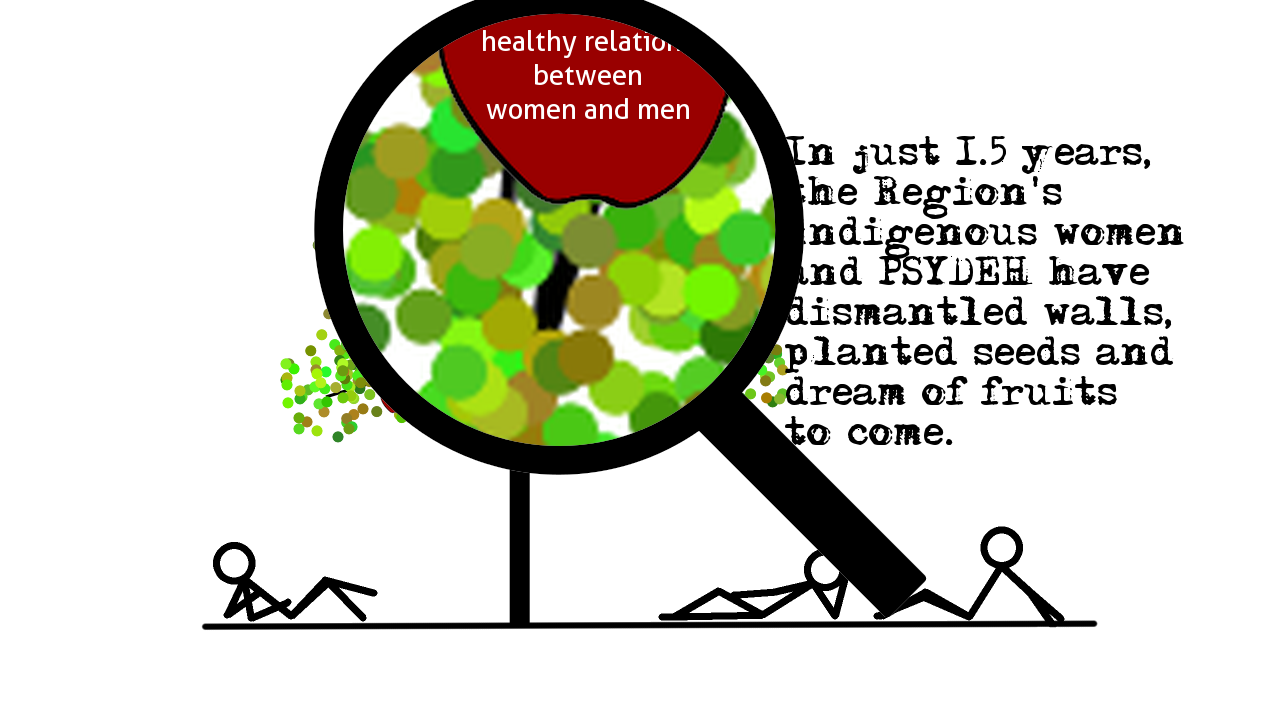 healthy relation
between
women and men
In just 1.5 years,
the Region's
indigenous women
and PSYDEH have
dismantled walls,
planted seeds and
dream of fruits
to come.